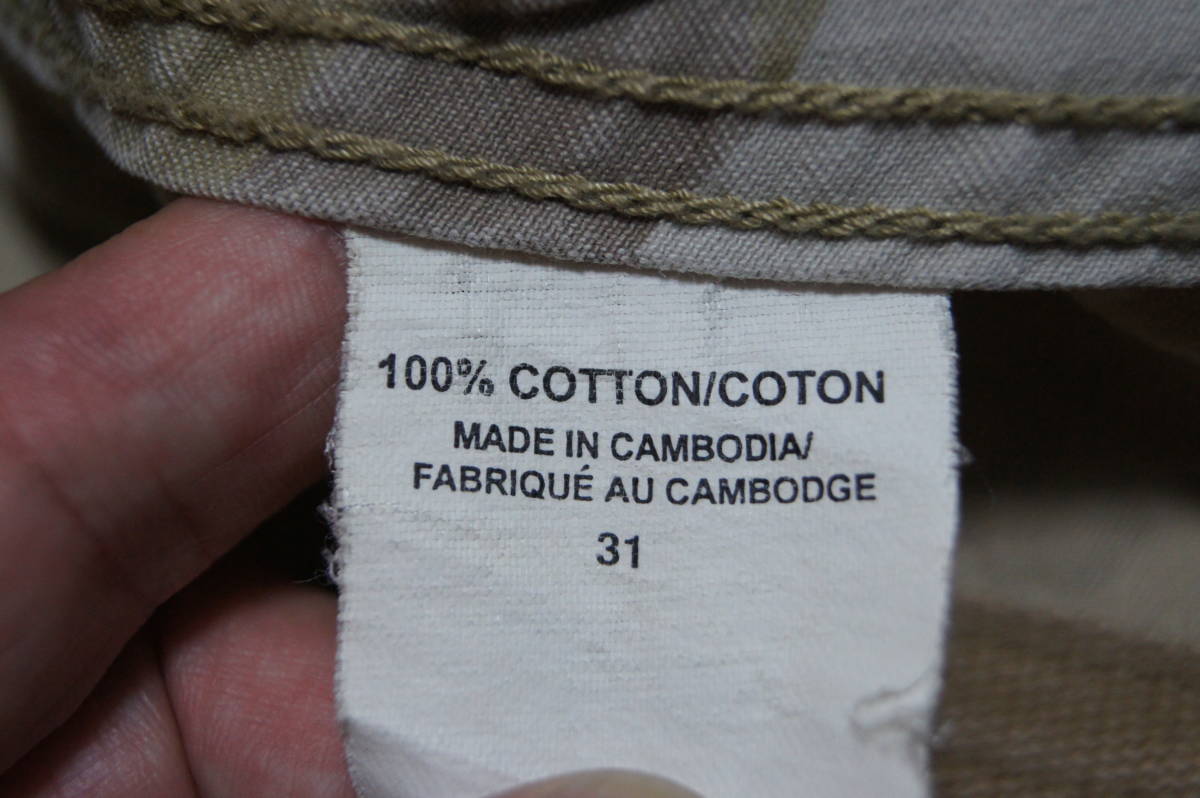 100% COTTON/COTON
MADE IN CAMBODIA/
FABRIQUÉ AU CAMBODGE
31